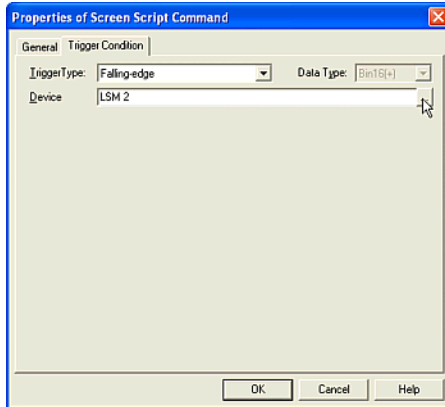 Properties of Screen Script Command
General Trigger Condition
TriggerType: Falling-edge Data Type: Bin16(+)
Device LSM 2
OK Cancel Help